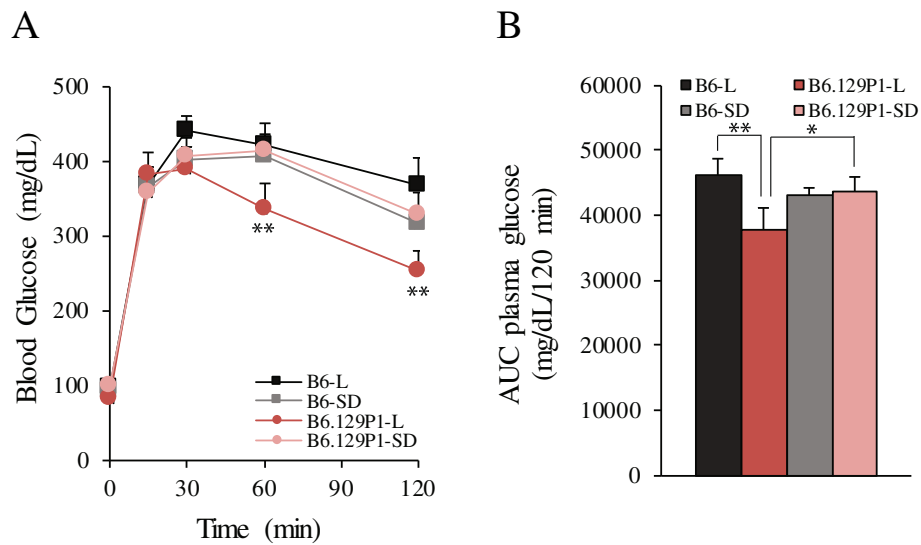 A
Blood Glucose (mg/dL)
500
400
300
200
100
0
**
**
B6-L
B6-SD
B6.129P1-L
B6.129P1-SD
0
30
60
120
Time (min)
B
AUC plasma glucose
(mg/dL/120 min)
60000
50000
40000
30000
20000
10000
0
B6-L
B6.129P1-L
B6-SD
B6.129P1-SD
**
*